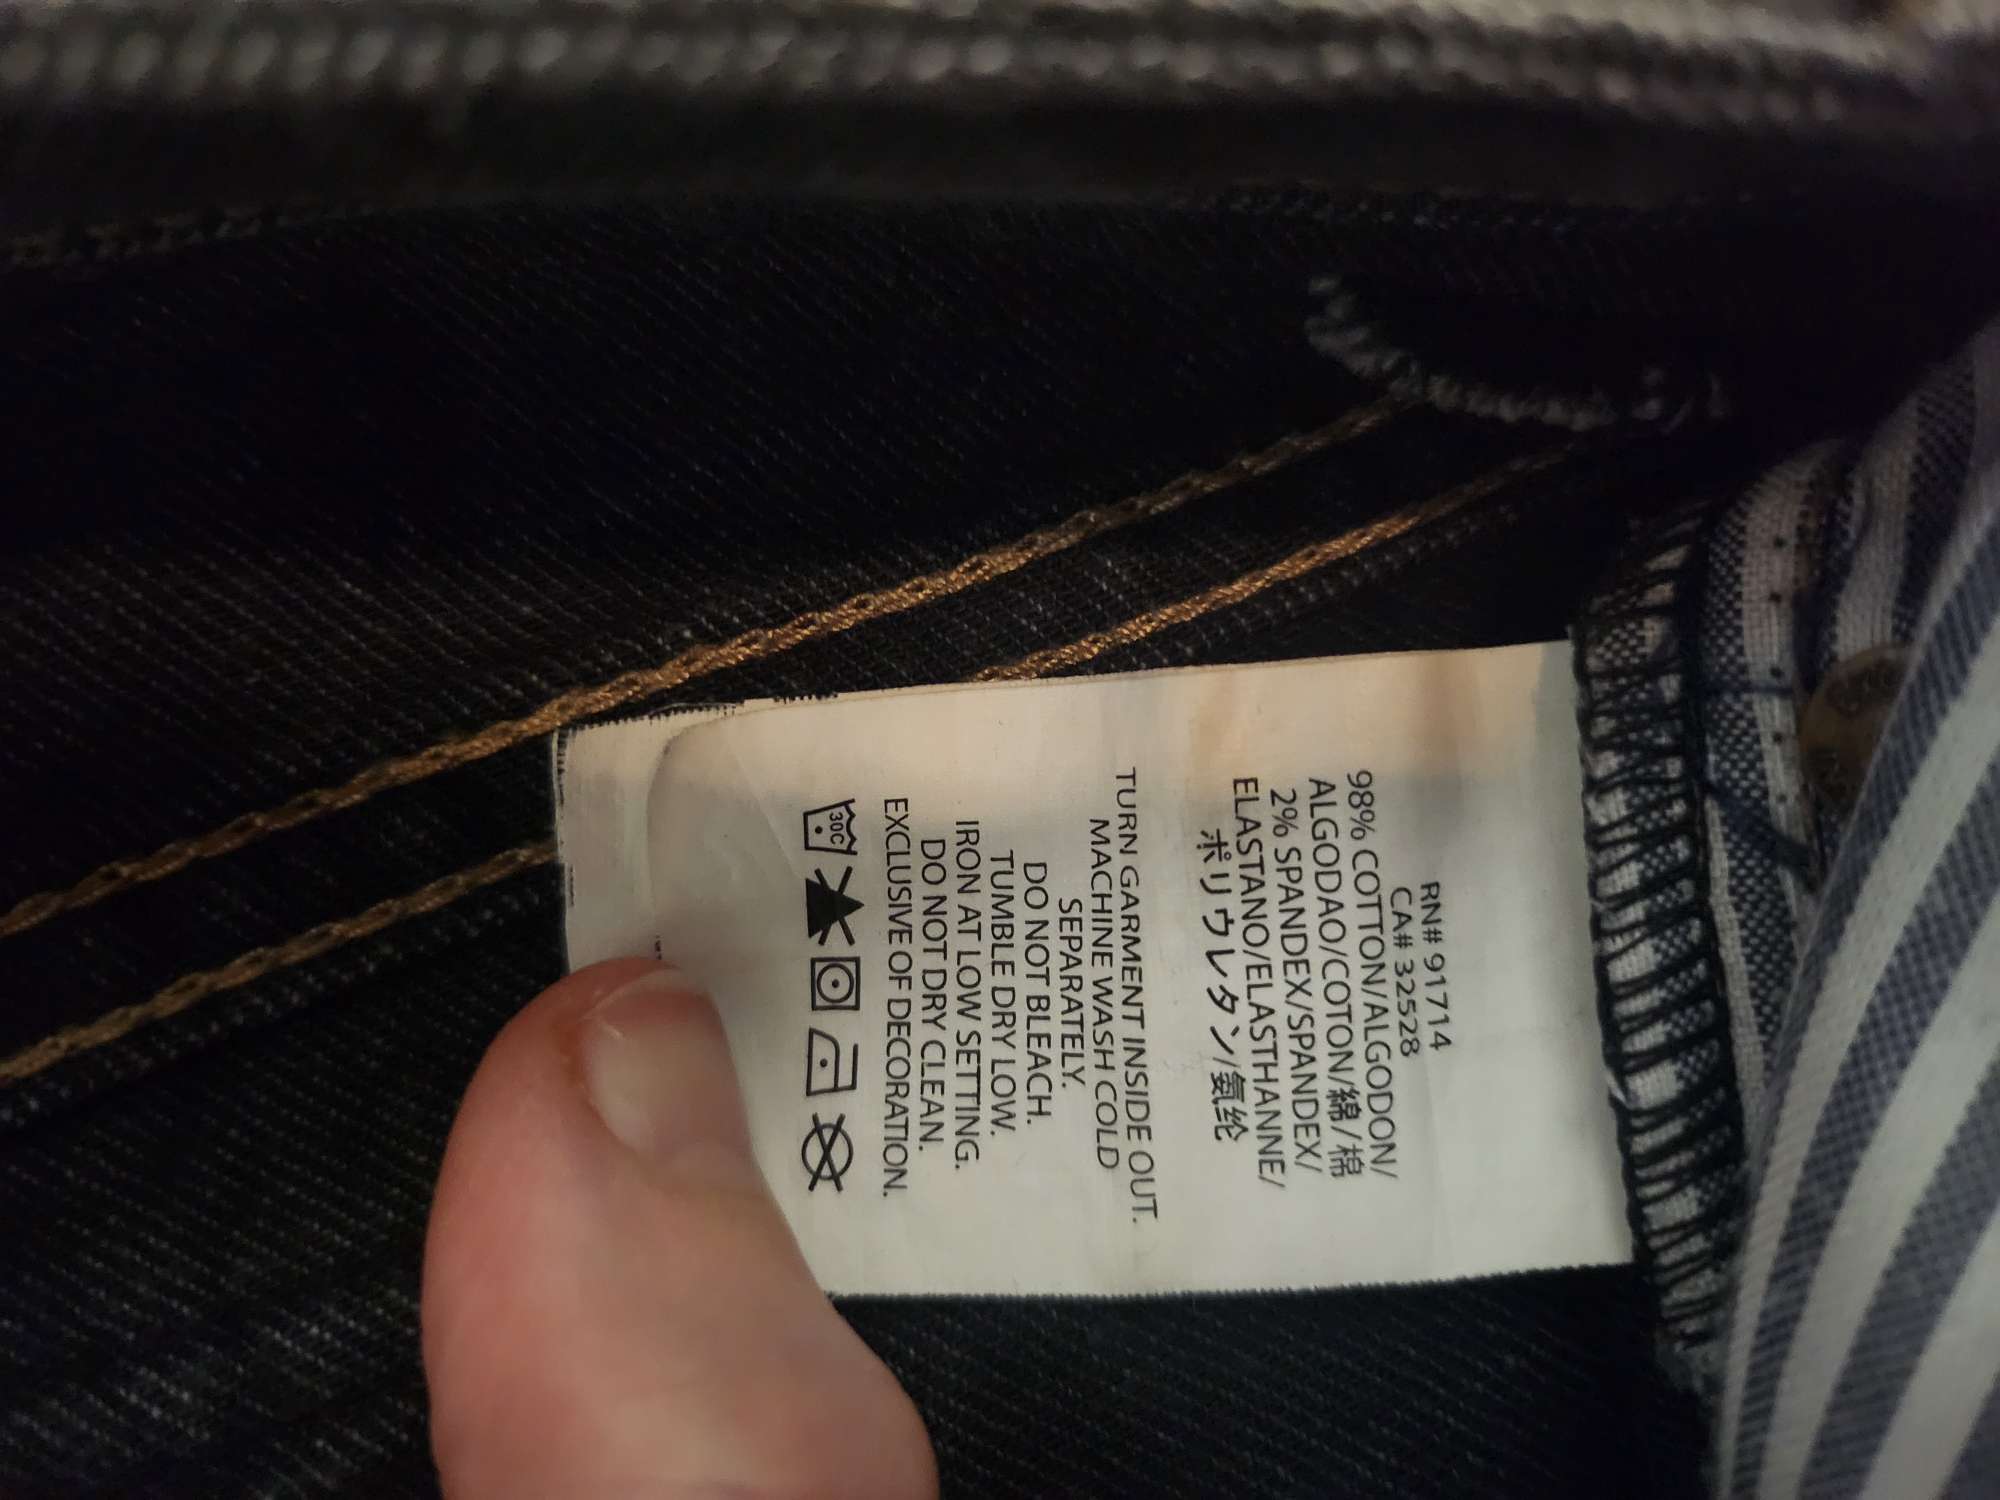 RN# 91714
CA# 32528
98% COTTON/ALGODON/
ALGODAO/COTON/綿/棉
2% SPANDEX/SPANDEX/
ELASTANO/ELASTHANNE/
ポリウレタン/氨纶
TURN GARMENT INSIDE OUT.
MACHINE WASH COLD
SEPARATELY.
DO NOT BLEACH.
TUMBLE DRY LOW.
IRON AT LOW SETTING.
DO NOT DRY CLEAN.
EXCLUSIVE OF DECORATION.
30C